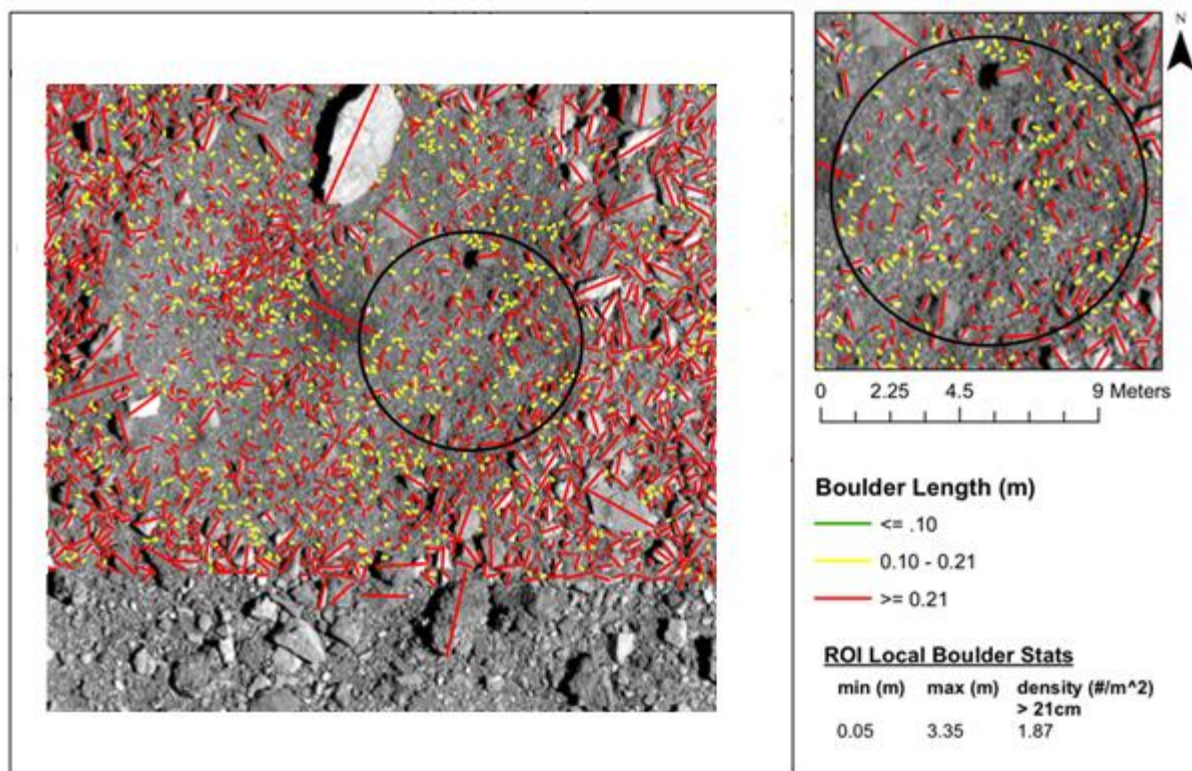 N
0 2.25 4.5 9 Meters
Boulder Length (m)
<= .10
0.10 - 0.21
>= 0.21
ROI Local Boulder Stats
min (m) max (m) density (#/m^2)
> 21cm
0.05 3.35 1.87